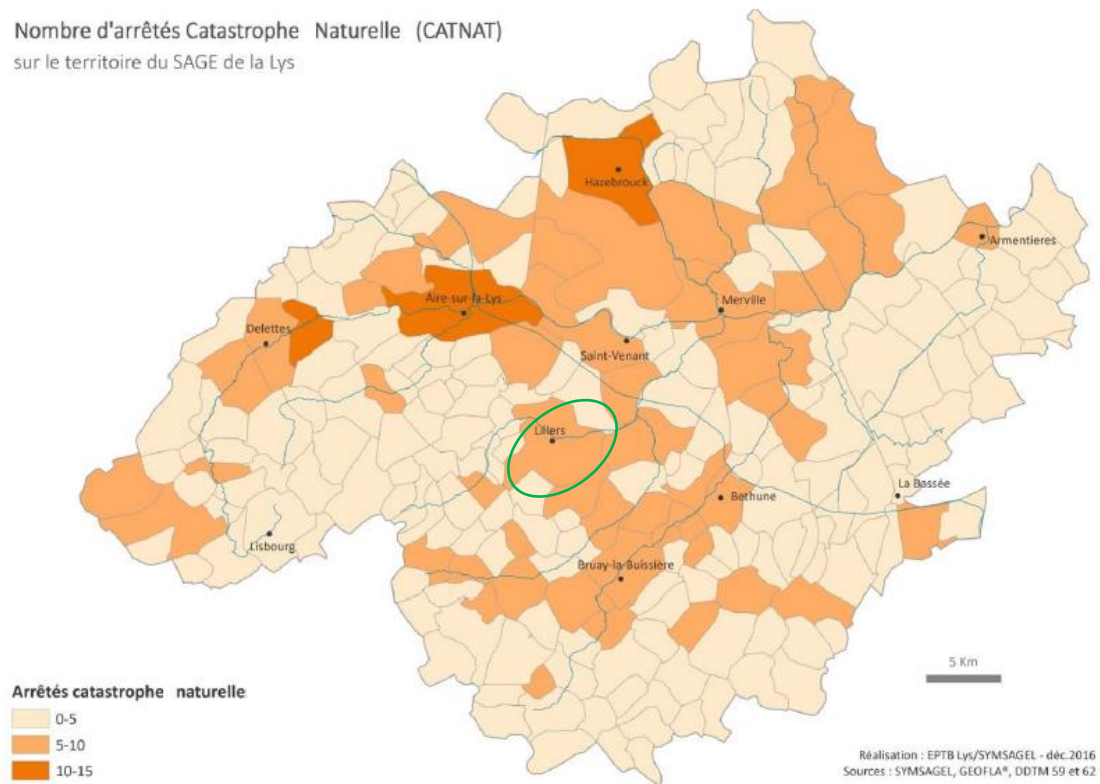 Nombre d'arrêtés Catastrophe Naturelle (CATNAT)
sur le territoire du SAGE de la Lys
Hazebrouck
Armentieres
Aire-sur-la-Lys
Merville
Delettes
Saint-Venant
Lillers
La Bassée
Bethune
Lisbourg
Bruay-la-Buissière
5 Km
Arrêtés catastrophe naturelle
0-5
5-10
10-15
Réalisation : EPTB Lys/SYMSAGEL - déc.2016
Sources : SYMSAGEL, GEOFLA®, DDTM 59 et 62